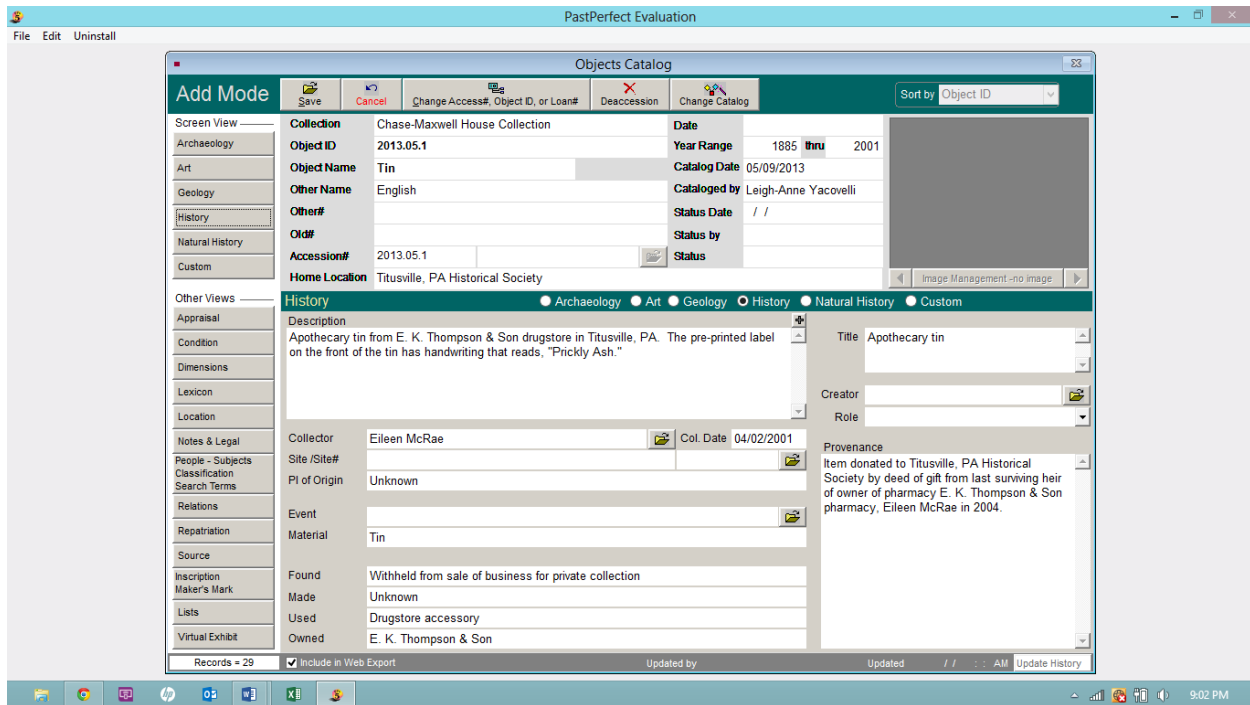 PastPerfect Evaluation
File Edit Uninstall
Objects Catalog
Add Mode
Save
Cancel
Change Access#, Object ID, or Loan#
Deaccession
Change Catalog
Sort by Object ID
Screen View
Archaeology
Art
Geology
History
Natural History
Custom
Other Views
Appraisal
Condition
Dimensions
Lexicon
Location
Notes & Legal
People - Subjects
Classification
Search Terms
Relations
Repatriation
Source
Inscription
Maker's Mark
Lists
Virtual Exhibit
Records = 29
Collection Chase-Maxwell House Collection
Object ID 2013.05.1
Object Name Tin
Other Name English
Other#
Old#
Accession# 2013.05.1
Home Location Titusville, PA Historical Society
Date
Year Range 1885 thru 2001
Catalog Date 05/09/2013
Cataloged by Leigh-Anne Yacovelli
Status Date / /
Status by
Status
Image Management -no image
History
Archaeology Art Geology History Natural History Custom
Description
Apothecary tin from E. K. Thompson & Son drugstore in Titusville, PA. The pre-printed label
on the front of the tin has handwriting that reads, "Prickly Ash."
Title Apothecary tin
Creator
Role
Collector Eileen McRae Col. Date 04/02/2001
Site /Site#
Pl of Origin Unknown
Event
Material Tin
Found Withheld from sale of business for private collection
Made Unknown
Used Drugstore accessory
Owned E. K. Thompson & Son
Provenance
Item donated to Titusville, PA Historical
Society by deed of gift from last surviving heir
of owner of pharmacy E. K. Thompson & Son
pharmacy, Eileen McRae in 2004.
Include in Web Export
Updated by
Updated / / : : AM
Update History
9:02 PM